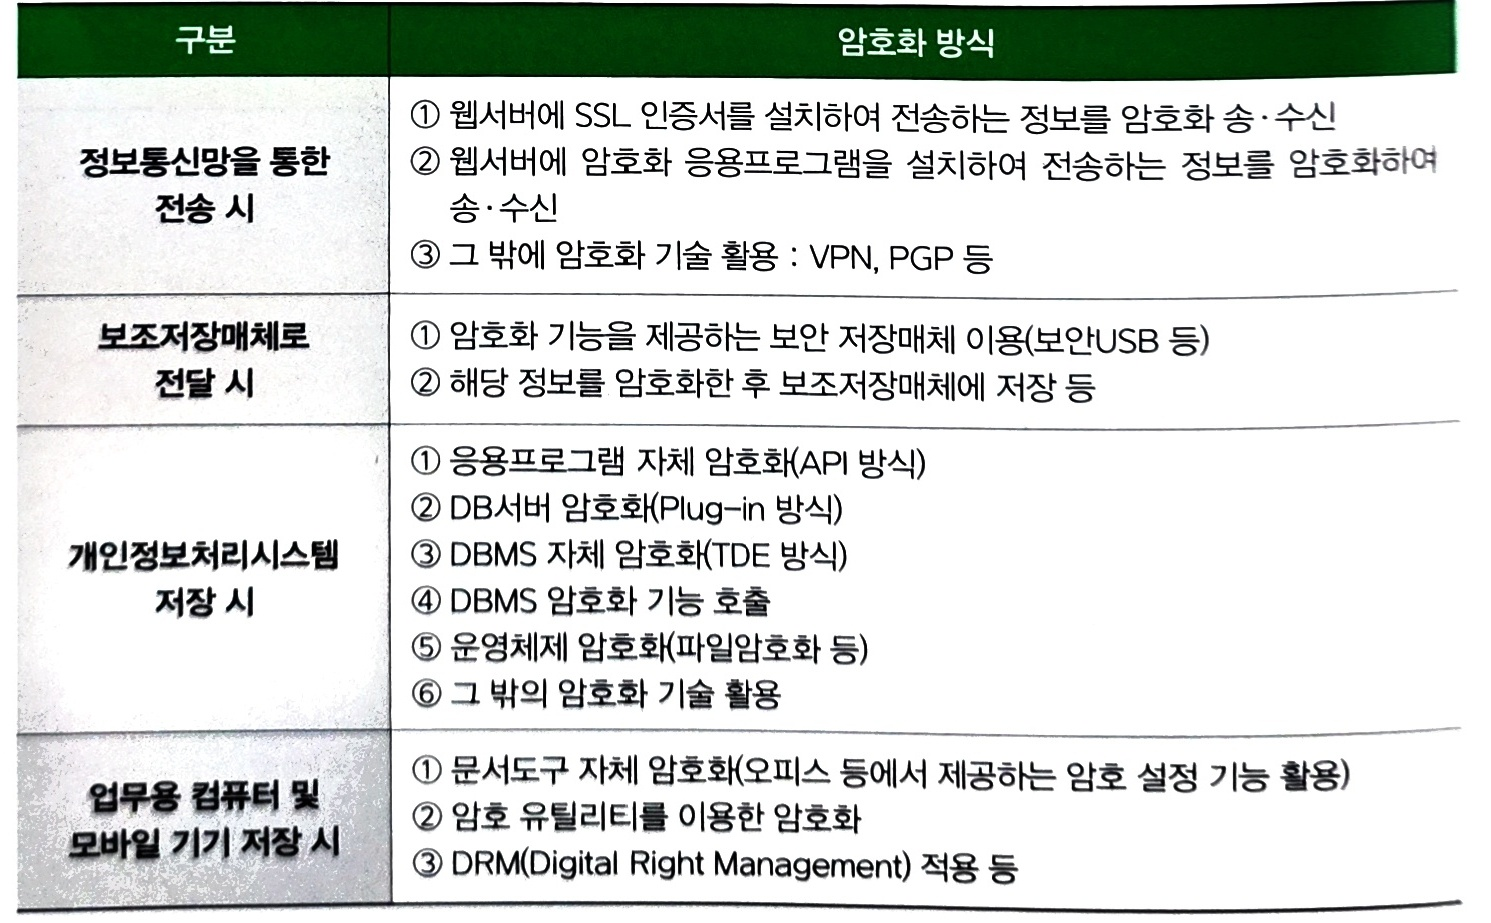 구분
암호화 방식
정보통신망을 통한
전송 시
① 웹서버에 SSL 인증서를 설치하여 전송하는 정보를 암호화 송·수신
② 웹서버에 암호화 응용프로그램을 설치하여 전송하는 정보를 암호화하여
송·수신
③ 그 밖에 암호화 기술 활용 : VPN, PGP 등
보조저장매체로
전달 시
① 암호화 기능을 제공하는 보안 저장매체 이용(보안USB 등)
② 해당 정보를 암호화한 후 보조저장매체에 저장 등
개인정보처리시스템
저장 시
① 응용프로그램 자체 암호화(API 방식)
② DB서버 암호화(Plug-in 방식)
③ DBMS 자체 암호화(TDE 방식)
④ DBMS 암호화 기능 호출
⑤ 운영체제 암호화(파일암호화 등)
⑥ 그 밖의 암호화 기술 활용
업무용 컴퓨터 및
모바일 기기 저장 시
① 문서도구 자체 암호화(오피스 등에서 제공하는 암호 설정 기능 활용)
② 암호 유틸리티를 이용한 암호화
③ DRM(Digital Right Management) 적용 등